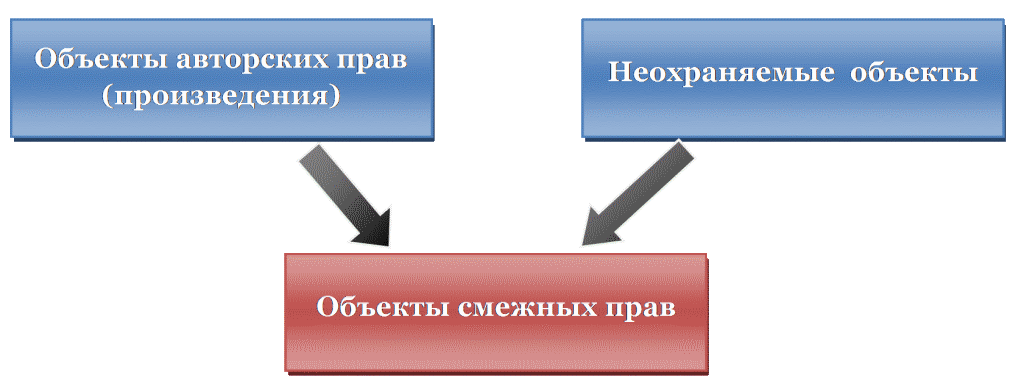 Объекты авторских прав
(произведения)
Неохраняемые объекты
Объекты смежных прав